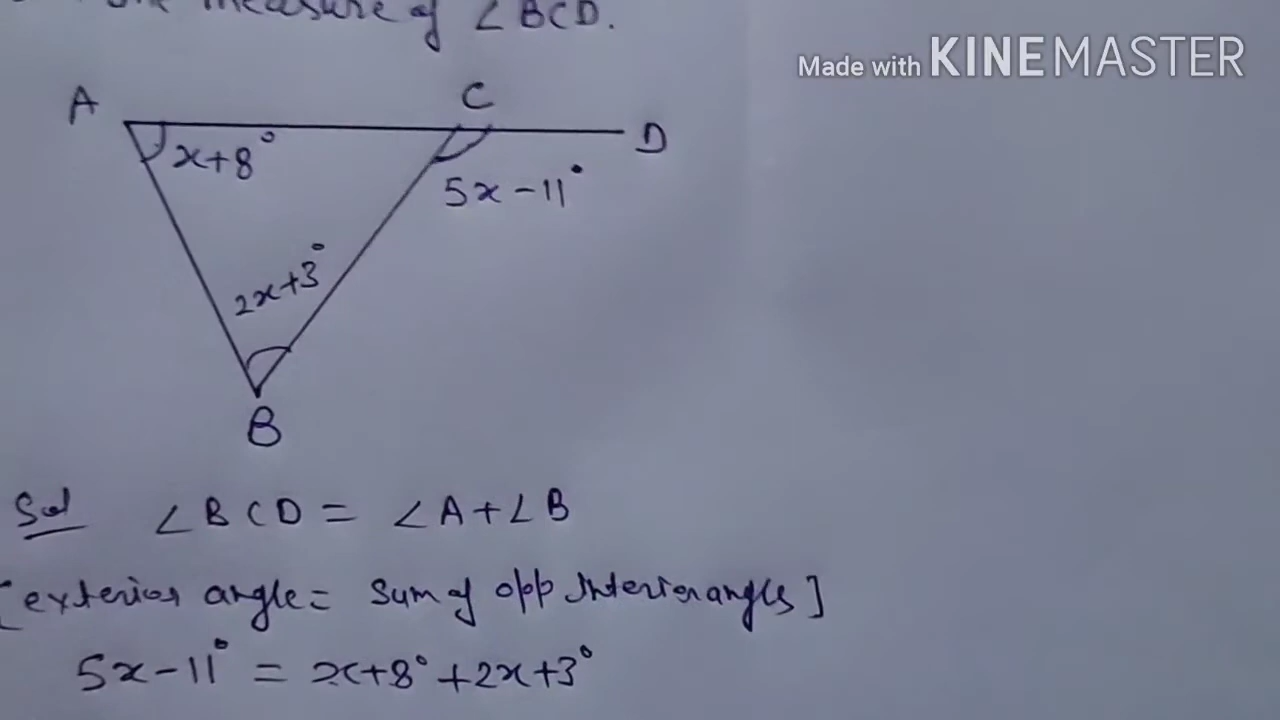 measure of ∠BCD.
Made with KINEMASTER
A
C
D
x+8°
5x-11°
2x+3°
B
Sol ∠BCD = ∠A+∠B
[exterior angle = Sum of opp Interior angles]
5x-11° = x+8° +2x+3°